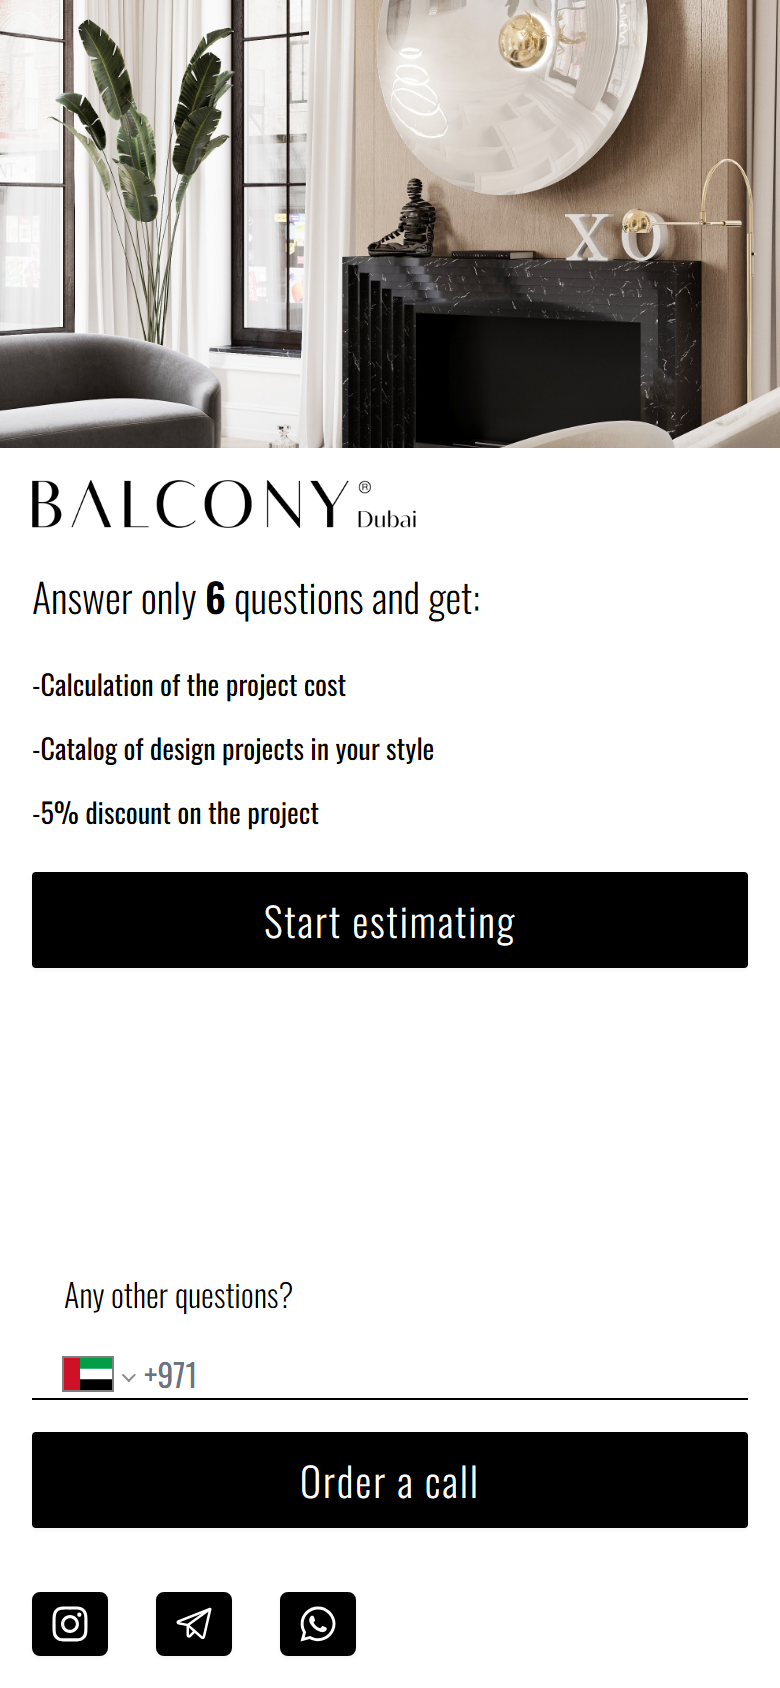 XO
BALCONY ®
Dubai
Answer only 6 questions and get:
-Calculation of the project cost
-Catalog of design projects in your style
-5% discount on the project
Start estimating
Any other questions?
+971
Order a call